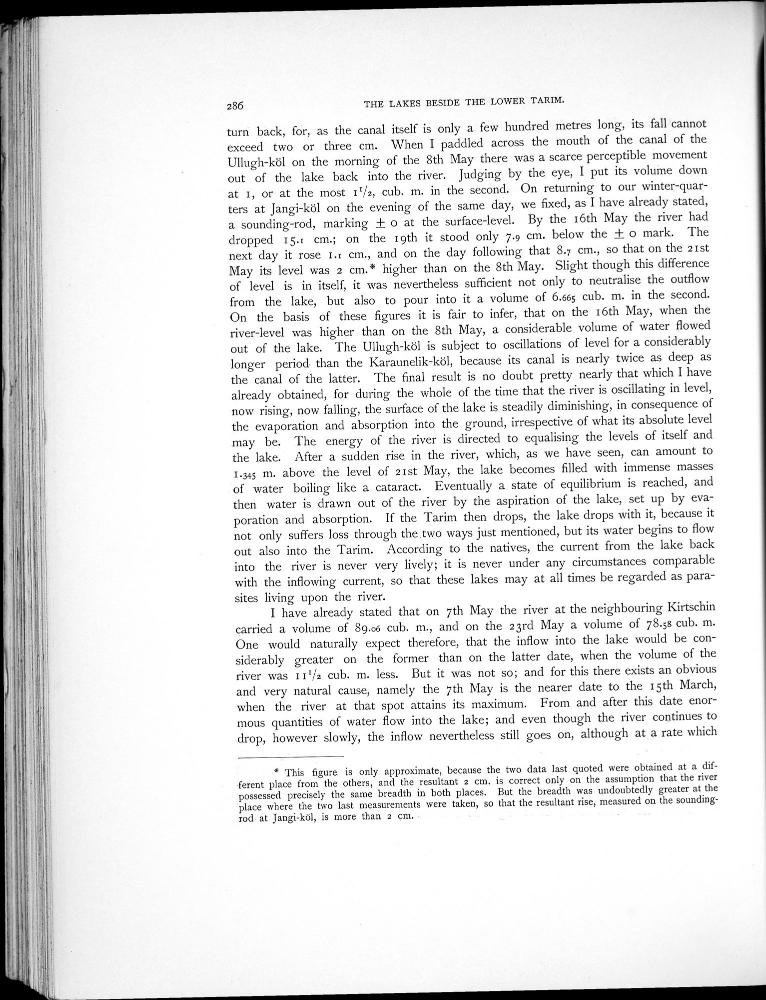 286
THE LAKES BESIDE THE LOWER TARIM.
turn back, for, as the canal itself is only a few hundred metres long, its fall cannot
exceed two or three cm. When I paddled across the mouth of the canal of the
Ullugh-köl on the morning of the 8th May there was a scarce perceptible movement
out of the lake back into the river. Judging by the eye, I put its volume down
at 1, or at the most 1 1/2, cub. m. in the second. On returning to our winter-quar-
ters at Jangi-köl on the evening of the same day, we fixed, as I have already stated,
a sounding-rod, marking ± 0 at the surface-level. By the 16th May the river had
dropped 15.1 cm.; on the 19th it stood only 7.9 cm. below the ± 0 mark. The
next day it rose 1.1 cm., and on the day following that 8.7 cm., so that on the 21st
May its level was 2 cm.* higher than on the 8th May. Slight though this difference
of level is in itself, it was nevertheless sufficient not only to neutralise the outflow
from the lake, but also to pour into it a volume of 6.665 cub. m. in the second.
On the basis of these figures it is fair to infer, that on the 16th May, when the
river-level was higher than on the 8th May, a considerable volume of water flowed
out of the lake. The Ullugh-köl is subject to oscillations of level for a considerably
longer period than the Karaunelik-köl, because its canal is nearly twice as deep as
the canal of the latter. The final result is no doubt pretty nearly that which I have
already obtained, for during the whole of the time that the river is oscillating in level,
now rising, now falling, the surface of the lake is steadily diminishing, in consequence of
the evaporation and absorption into the ground, irrespective of what its absolute level
may be. The energy of the river is directed to equalising the levels of itself and
the lake. After a sudden rise in the river, which, as we have seen, can amount to
1.345 m. above the level of 21st May, the lake becomes filled with immense masses
of water boiling like a cataract. Eventually a state of equilibrium is reached, and
then water is drawn out of the river by the aspiration of the lake, set up by eva-
poration and absorption. If the Tarim then drops, the lake drops with it, because it
not only suffers loss through the two ways just mentioned, but its water begins to flow
out also into the Tarim. According to the natives, the current from the lake back
into the river is never very lively; it is never under any circumstances comparable
with the inflowing current, so that these lakes may at all times be regarded as para-
sites living upon the river.
I have already stated that on 7th May the river at the neighbouring Kirtschin
carried a volume of 89.06 cub. m., and on the 23rd May a volume of 78.58 cub. m.
One would naturally expect therefore, that the inflow into the lake would be con-
siderably greater on the former than on the latter date, when the volume of the
river was 11 1/2 cub. m. less. But it was not so; and for this there exists an obvious
and very natural cause, namely the 7th May is the nearer date to the 15th March,
when the river at that spot attains its maximum. From and after this date enor-
mous quantities of water flow into the lake; and even though the river continues to
drop, however slowly, the inflow nevertheless still goes on, although at a rate which
* This figure is only approximate, because the two data last quoted were obtained at a dif-
ferent place from the others, and the resultant 2 cm. is correct only on the assumption that the river
possessed precisely the same breadth in both places. But the breadth was undoubtedly greater at the
place where the two last measurements were taken, so that the resultant rise, measured on the sounding-
rod at Jangi-köl, is more than 2 cm.